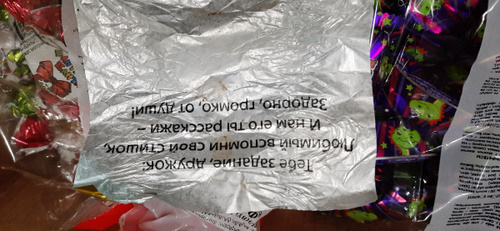 Тебе задание, дружок:
Любимый вспомни свой стишок,
И нам его ты расскажи –
Задорно, громко, от души!